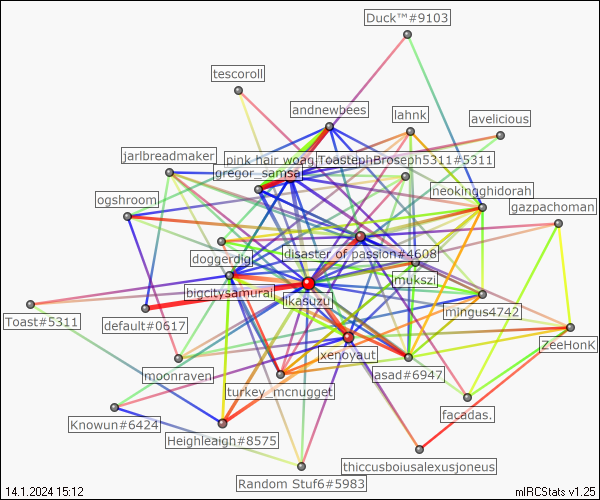 Duck™#9103
tescoroll
andnewbees
lahnk
avelicious
jarlbreadmaker
pink hair woag
ToastephBroseph5311#5311
gregor_samsa
neokingghidorah
ogshroom
gazpachoman
doggerdig
disaster of passion#4608
mukszi
bigcitysamurai
ikasuzu
mingus4742
Toast#5311
default#0617
xenoyaut
ZeeHonK
moonraven
asad#6947
turkey_mcnugget
Knowun#6424
facadas.
Heighleaigh#8575
thiccusboiusalexusjoneus
Random Stuf6#5983
14.1.2024 15:12
mIRCStats v1.25